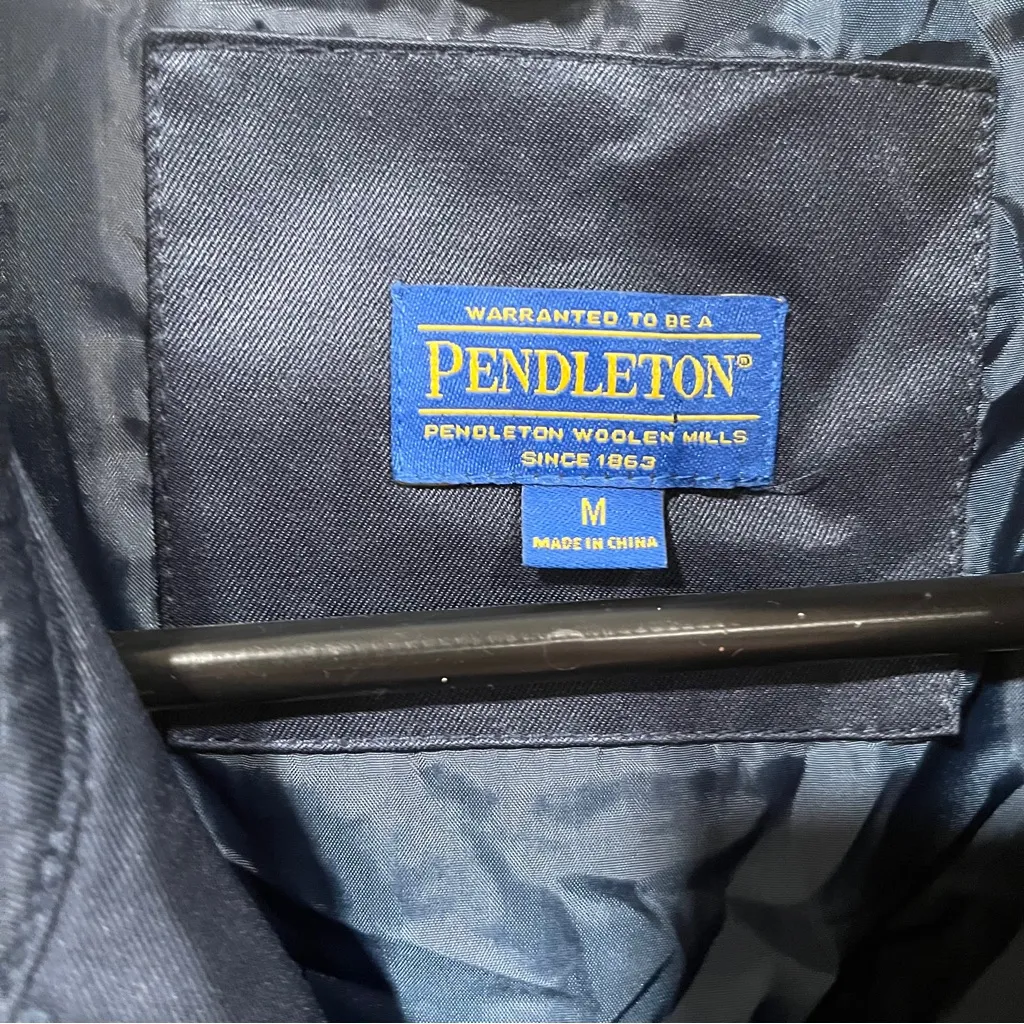 WARRANTED TO BE A
PENDLETON®
PENDLETON WOOLEN MILLS
SINCE 1863
M
MADE IN CHINA